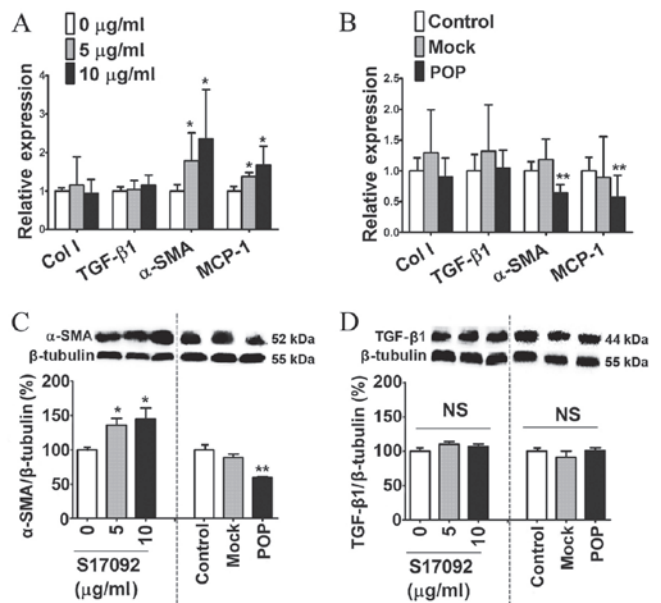 A
0 μg/ml
5 μg/ml
10 μg/ml
Relative expression
4
3
2
1
0
*
*
*
*
Col I
TGF-β1
α-SMA
MCP-1
B
Control
Mock
POP
Relative expression
2.5
2.0
1.5
1.0
0.5
0.0
**
**
Col I
TGF-β1
α-SMA
MCP-1
C
α-SMA
52 kDa
β-tubulin
55 kDa
α-SMA/β-tubulin (%)
200
150
100
50
0
*
*
**
0
5
10
S17092
(μg/ml)
Control
Mock
POP
D
TGF-β1
44 kDa
β-tubulin
55 kDa
TGF-β1/β-tubulin (%)
200
150
100
50
0
NS
NS
0
5
10
S17092
(μg/ml)
Control
Mock
POP